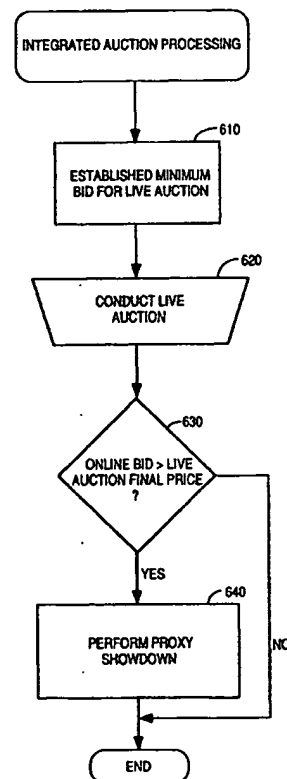 INTEGRATED AUCTION PROCESSING
610
ESTABLISHED MINIMUM
BID FOR LIVE AUCTION
620
CONDUCT LIVE
AUCTION
630
ONLINE BID > LIVE
AUCTION FINAL PRICE
?
YES
640
PERFORM PROXY
SHOWDOWN
NO
END